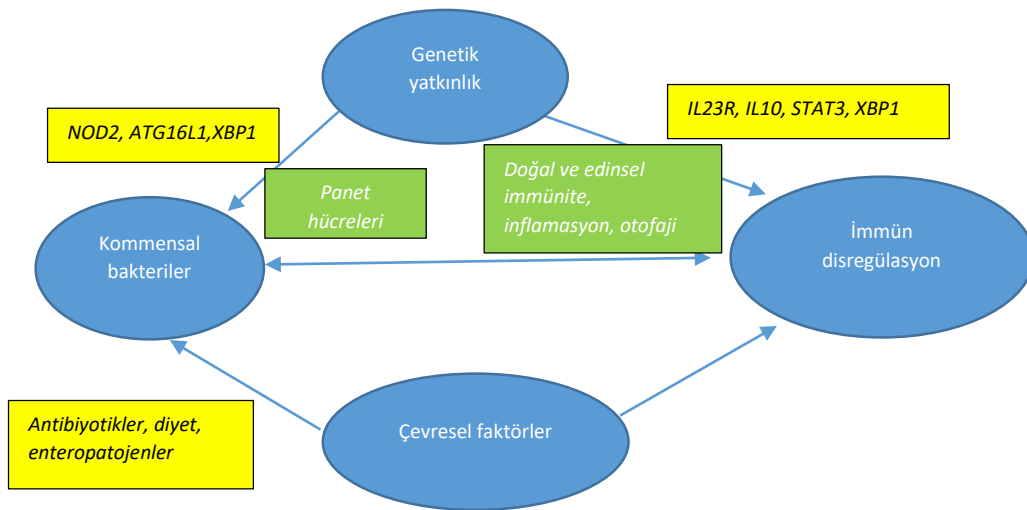 Genetik
yatkınlık
NOD2, ATG16L1,XBP1
IL23R, IL10, STAT3, XBP1
Panet
hücreleri
Doğal ve edinsel
immünite,
inflamasyon, otofaji
Kommensal
bakteriler
İmmün
disregülasyon
Antibiyotikler, diyet,
enteropatojenler
Çevresel faktörler